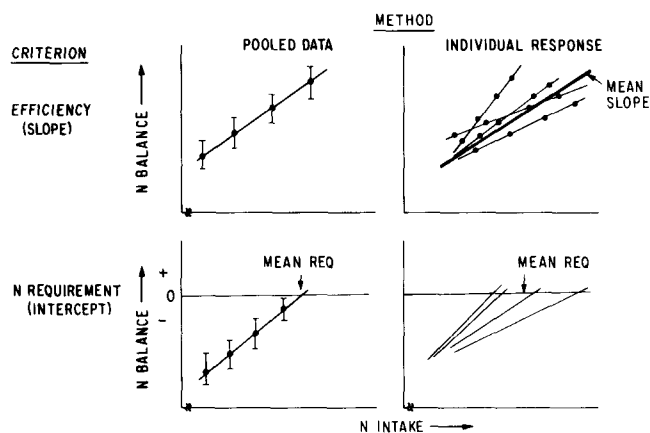 METHOD
CRITERION
POOLED DATA
INDIVIDUAL RESPONSE
EFFICIENCY
(SLOPE)
N BALANCE
MEAN
SLOPE
N REQUIREMENT
(INTERCEPT)
N BALANCE
+
0
-
MEAN REQ
MEAN REQ
N INTAKE